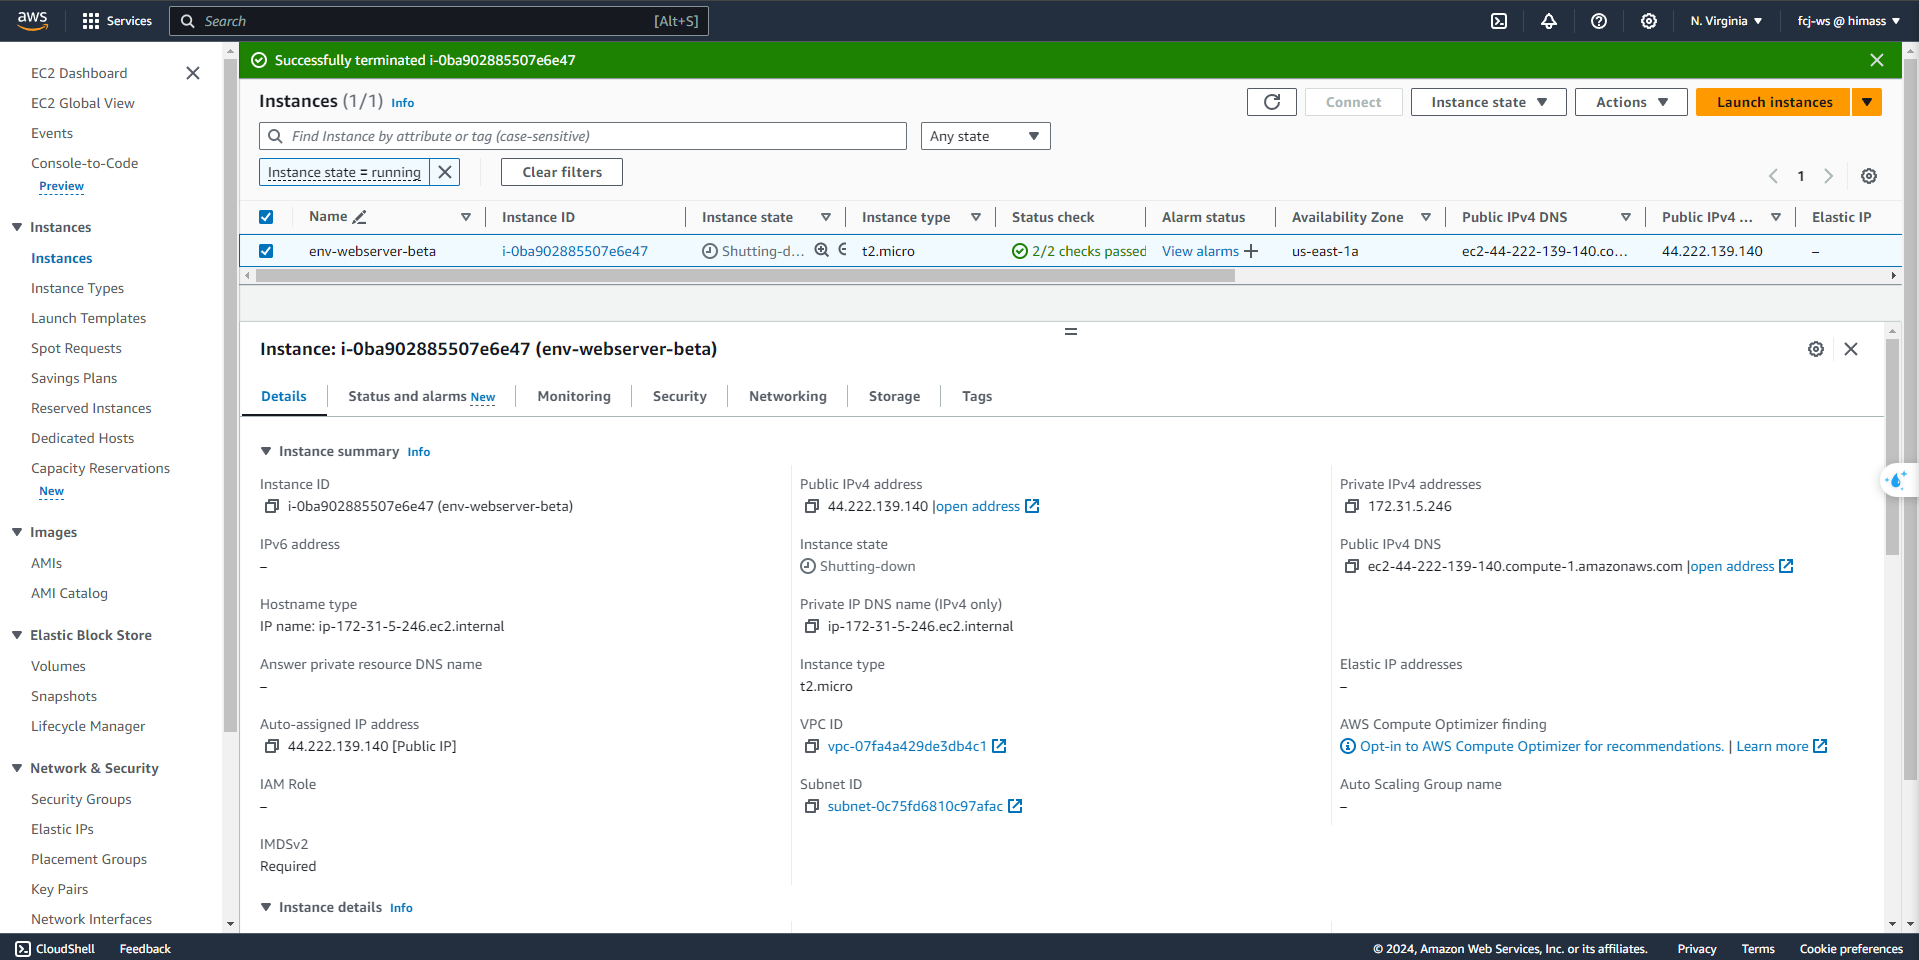 aws
Services
Search
[Alt+S]
N. Virginia
fcj-ws @ himass
EC2 Dashboard
EC2 Global View
Events
Console-to-Code
Preview
Instances
Instances
Instance Types
Launch Templates
Spot Requests
Savings Plans
Reserved Instances
Dedicated Hosts
Capacity Reservations
New
Images
AMIs
AMI Catalog
Elastic Block Store
Volumes
Snapshots
Lifecycle Manager
Network & Security
Security Groups
Elastic IPs
Placement Groups
Key Pairs
Network Interfaces
Successfully terminated i-0ba902885507e6e47
Instances (1/1) Info
Connect
Instance state
Actions
Launch instances
Find Instance by attribute or tag (case-sensitive)
Any state
Instance state = running
Clear filters
1
Name Instance ID Instance state Instance type Status check Alarm status Availability Zone Public IPv4 DNS Public IPv4 ... Elastic IP
env-webserver-beta i-0ba902885507e6e47 Shutting-d... t2.micro 2/2 checks passed View alarms us-east-1a ec2-44-222-139-140.co... 44.222.139.140 –
Instance: i-0ba902885507e6e47 (env-webserver-beta)
Details
Status and alarms New
Monitoring
Security
Networking
Storage
Tags
Instance summary Info
Instance ID
i-0ba902885507e6e47 (env-webserver-beta)
Public IPv4 address
44.222.139.140 |open address
Private IPv4 addresses
172.31.5.246
IPv6 address
–
Instance state
Shutting-down
Public IPv4 DNS
ec2-44-222-139-140.compute-1.amazonaws.com |open address
Hostname type
IP name: ip-172-31-5-246.ec2.internal
Private IP DNS name (IPv4 only)
ip-172-31-5-246.ec2.internal
Answer private resource DNS name
–
Instance type
t2.micro
Elastic IP addresses
–
Auto-assigned IP address
44.222.139.140 [Public IP]
VPC ID
vpc-07fa4a429de3db4c1
AWS Compute Optimizer finding
Opt-in to AWS Compute Optimizer for recommendations. | Learn more
IAM Role
–
Subnet ID
subnet-0c75fd6810c97afac
Auto Scaling Group name
–
IMDSv2
Required
Instance details Info
CloudShell
Feedback
© 2024, Amazon Web Services, Inc. or its affiliates.
Privacy
Terms
Cookie preferences